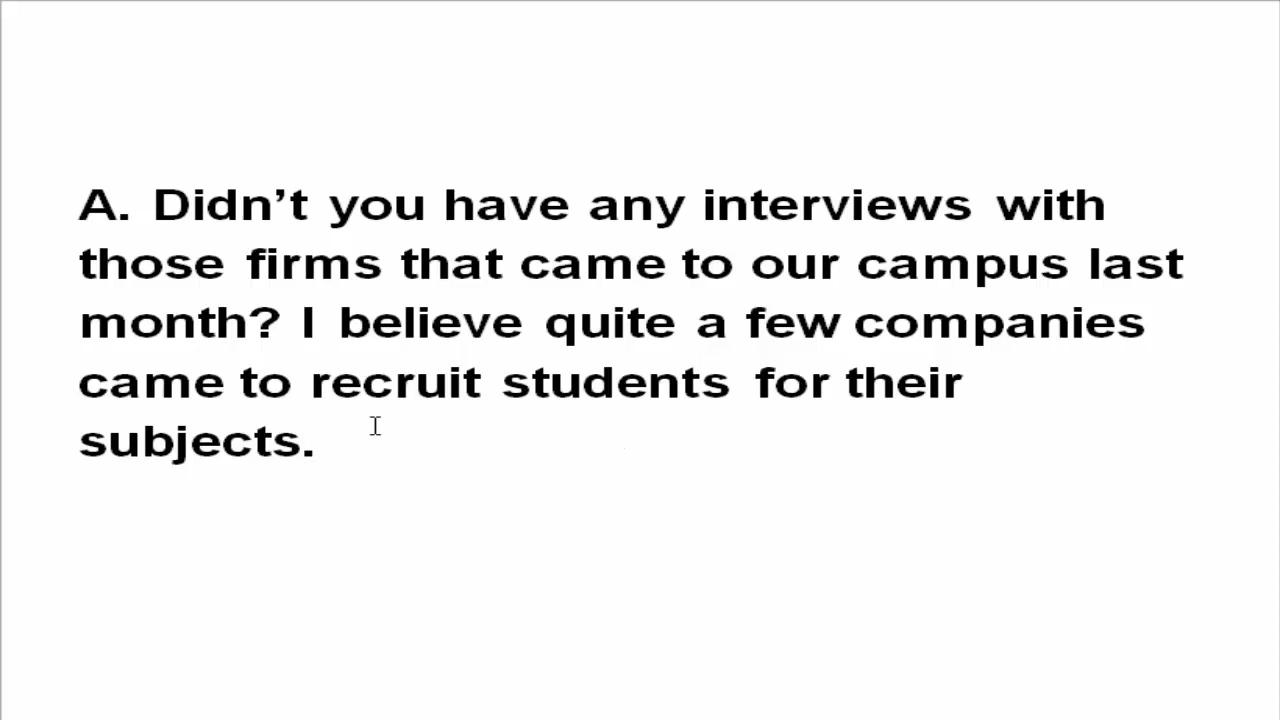 A. Didn’t you have any interviews with
those firms that came to our campus last
month? I believe quite a few companies
came to recruit students for their
subjects.